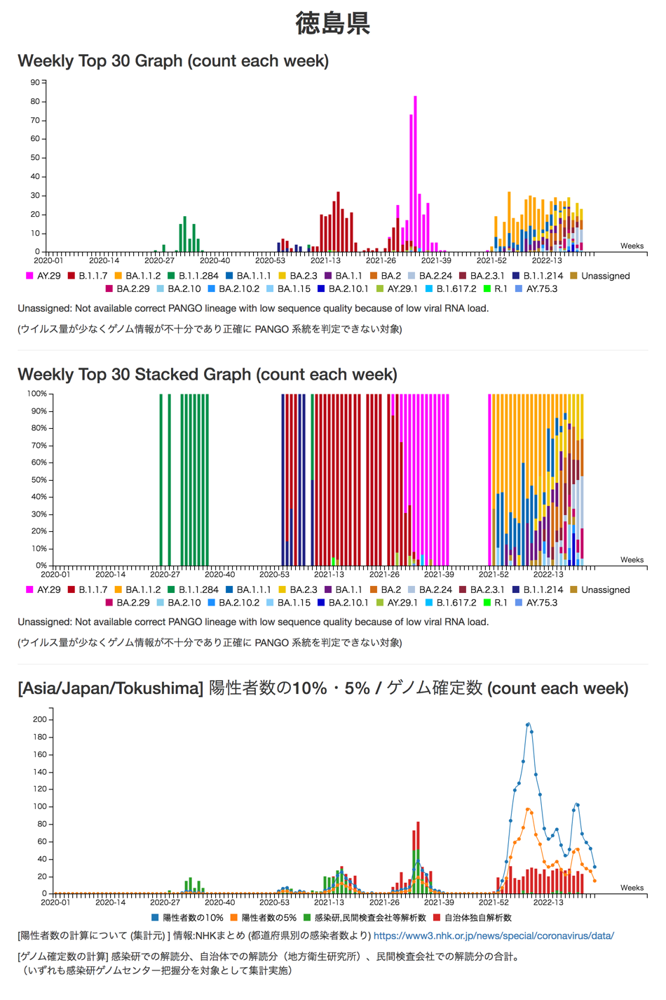 徳島県
Weekly Top 30 Graph (count each week)
90
80
70
60
50
40
30
20
10
0
Weeks
2020-01 2020-14 2020-27 2020-40 2020-53 2021-13 2021-26 2021-39 2021-52 2022-13
AY.29 B.1.1.7 BA.1.1.2 B.1.1.284 BA.1.1.1 BA.2.3 BA.1.1 BA.2 BA.2.24 BA.2.3.1 B.1.1.214 Unassigned
BA.2.29 BA.2.10 BA.2.10.2 BA.1.15 BA.2.10.1 AY.29.1 B.1.617.2 R.1 AY.75.3
Unassigned: Not available correct PANGO lineage with low sequence quality because of low viral RNA load.
(ウイルス量が少なくゲノム情報が不十分であり正確に PANGO 系統を判定できない対象)
Weekly Top 30 Stacked Graph (count each week)
100%
90%
80%
70%
60%
50%
40%
30%
20%
10%
0%
Weeks
2020-01 2020-14 2020-27 2020-40 2020-53 2021-13 2021-26 2021-39 2021-52 2022-13
AY.29 B.1.1.7 BA.1.1.2 B.1.1.284 BA.1.1.1 BA.2.3 BA.1.1 BA.2 BA.2.24 BA.2.3.1 B.1.1.214 Unassigned
BA.2.29 BA.2.10 BA.2.10.2 BA.1.15 BA.2.10.1 AY.29.1 B.1.617.2 R.1 AY.75.3
Unassigned: Not available correct PANGO lineage with low sequence quality because of low viral RNA load.
(ウイルス量が少なくゲノム情報が不十分であり正確に PANGO 系統を判定できない対象)
[Asia/Japan/Tokushima] 陽性者数の10%・5% / ゲノム確定数 (count each week)
200
180
160
140
120
100
80
60
40
20
0
Weeks
2020-01 2020-14 2020-27 2020-40 2020-53 2021-13 2021-26 2021-39 2021-52 2022-13
陽性者数の10% 陽性者数の5% 感染研,民間検査会社等解析数 自治体独自解析数
[陽性者数の計算について (集計元) ] 情報:NHKまとめ (都道府県別の感染者数より) https://www3.nhk.or.jp/news/special/coronavirus/data/
[ゲノム確定数の計算] 感染研での解読分、自治体での解読分（地方衛生研究所）、民間検査会社での解読分の合計。
（いずれも感染研ゲノムセンター把握分を対象として集計実施）